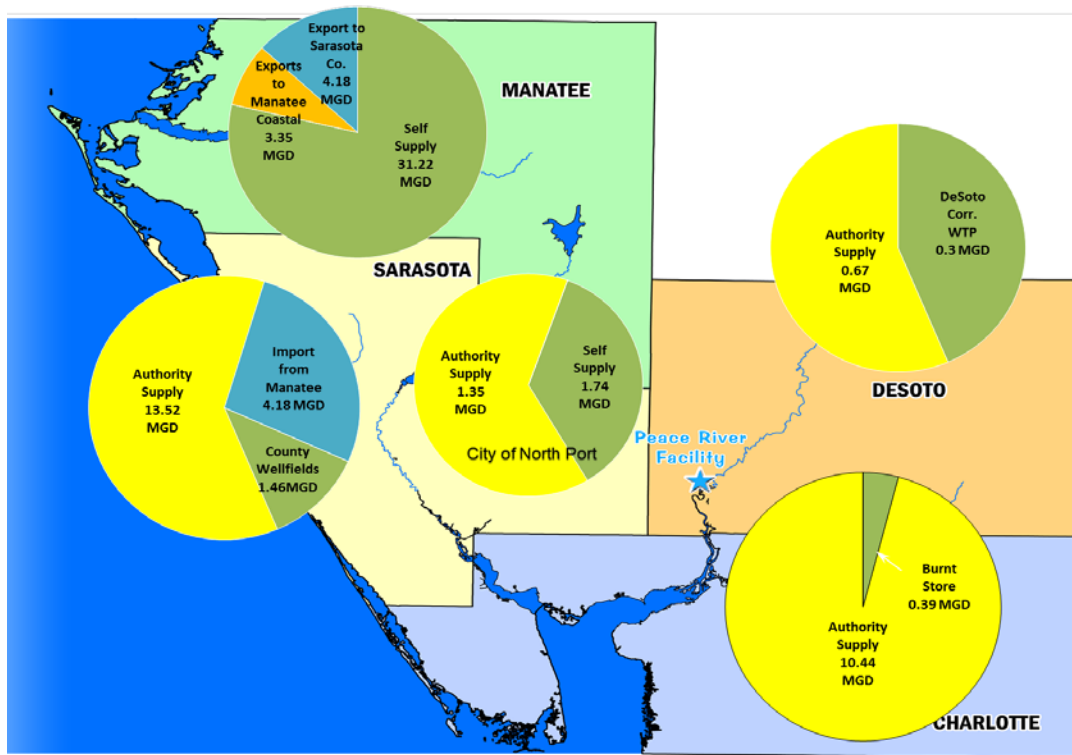 Export to
Sarasota
Co.
4.18
MGD
Exports
to
Manatee
Coastal
3.35
MGD
Self
Supply
31.22
MGD
MANATEE
DeSoto
Corr.
WTP
0.3 MGD
Authority
Supply
0.67
MGD
SARASOTA
Authority
Supply
13.52
MGD
Import
from
Manatee
4.18 MGD
County
Wellfields
1.46MGD
Authority
Supply
1.35
MGD
Self
Supply
1.74
MGD
City of North Port
DESOTO
Peace River
Facility
Burnt
Store
0.39 MGD
Authority
Supply
10.44
MGD
CHARLOTTE